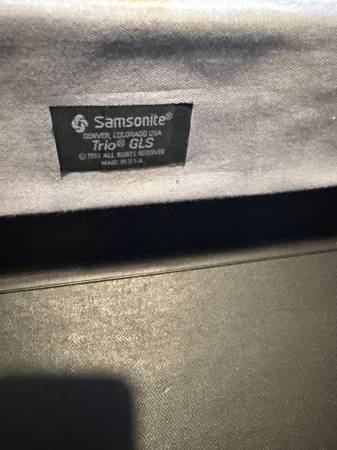 Samsonite®
DENVER, COLORADO USA
Trio® GLS
ALL RIGHTS RESERVED
MADE IN U.S.A.